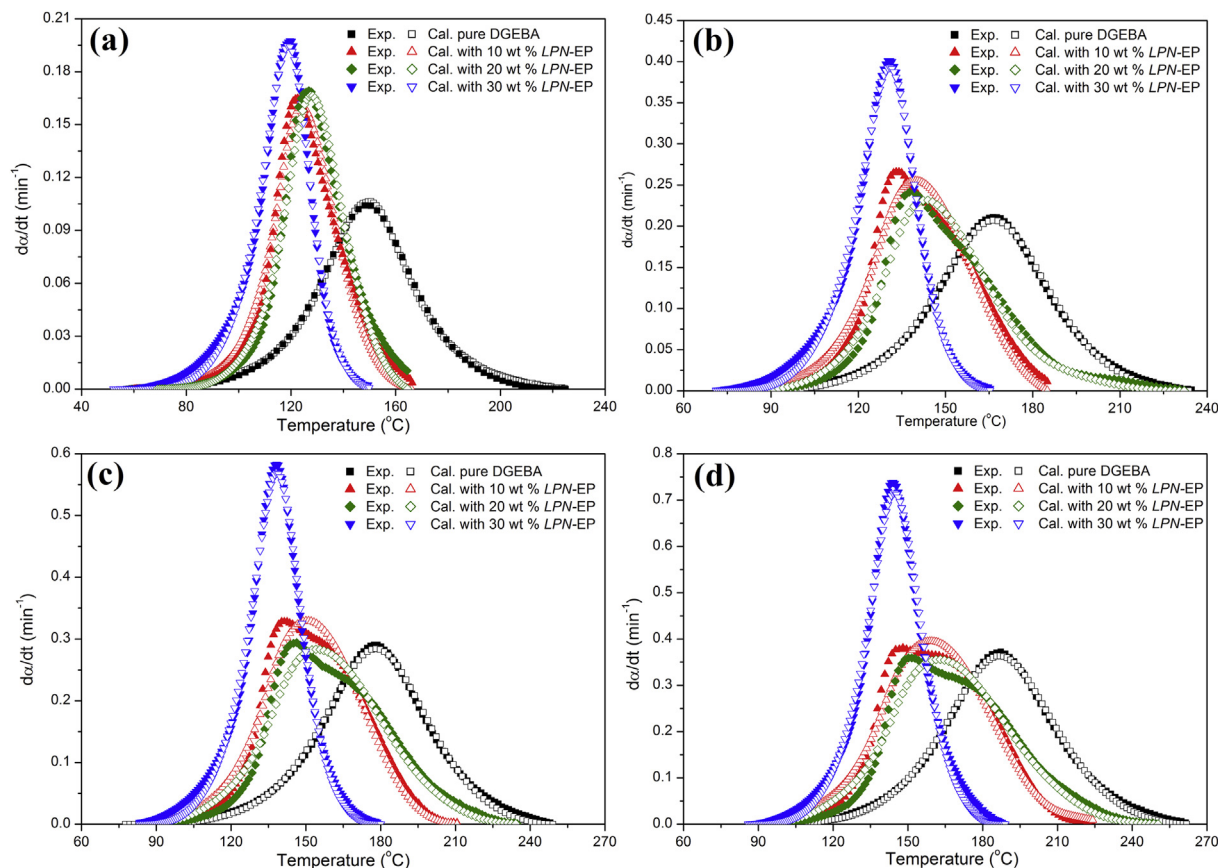 (a)
Exp. Cal. pure DGEBA
Exp. Cal. with 10 wt % LPN-EP
Exp. Cal. with 20 wt % LPN-EP
Exp. Cal. with 30 wt % LPN-EP
0.21
0.18
0.15
0.12
0.09
0.06
0.03
0.00
dα/dt (min⁻¹)
40 80 120 160 200 240
Temperature (°C)
(b)
Exp. Cal. pure DGEBA
Exp. Cal. with 10 wt % LPN-EP
Exp. Cal. with 20 wt % LPN-EP
Exp. Cal. with 30 wt % LPN-EP
0.45
0.40
0.35
0.30
0.25
0.20
0.15
0.10
0.05
0.00
dα/dt (min⁻¹)
60 90 120 150 180 210 240
Temperature (°C)
(c)
Exp. Cal. pure DGEBA
Exp. Cal. with 10 wt % LPN-EP
Exp. Cal. with 20 wt % LPN-EP
Exp. Cal. with 30 wt % LPN-EP
0.6
0.5
0.4
0.3
0.2
0.1
0.0
dα/dt (min⁻¹)
60 90 120 150 180 210 240 270
Temperature (°C)
(d)
Exp. Cal. pure DGEBA
Exp. Cal. with 10 wt % LPN-EP
Exp. Cal. with 20 wt % LPN-EP
Exp. Cal. with 30 wt % LPN-EP
0.8
0.7
0.6
0.5
0.4
0.3
0.2
0.1
0.0
dα/dt (min⁻¹)
60 90 120 150 180 210 240 270
Temperature (°C)